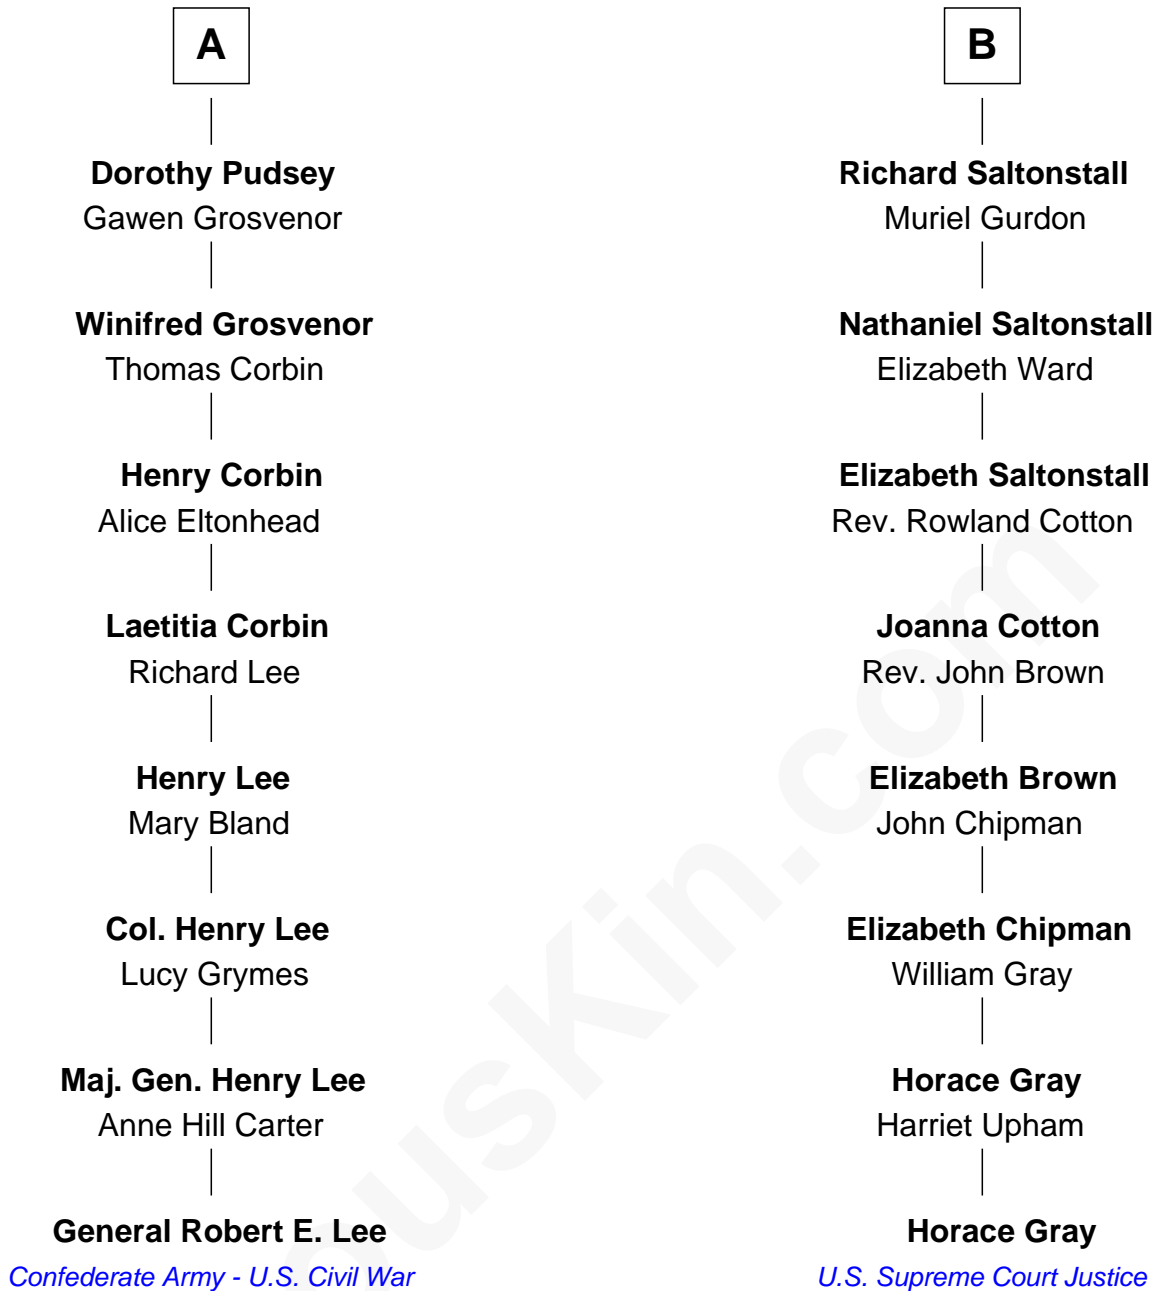 A
Dorothy Pudsey
Gawen Grosvenor
Winifred Grosvenor
Thomas Corbin
Henry Corbin
Alice Eltonhead
Laetitia Corbin
Richard Lee
Henry Lee
Mary Bland
Col. Henry Lee
Lucy Grymes
Maj. Gen. Henry Lee
Anne Hill Carter
General Robert E. Lee
Confederate Army - U.S. Civil War
B
Richard Saltonstall
Muriel Gurdon
Nathaniel Saltonstall
Elizabeth Ward
Elizabeth Saltonstall
Rev. Rowland Cotton
Joanna Cotton
Rev. John Brown
Elizabeth Brown
John Chipman
Elizabeth Chipman
William Gray
Horace Gray
Harriet Upham
Horace Gray
U.S. Supreme Court Justice